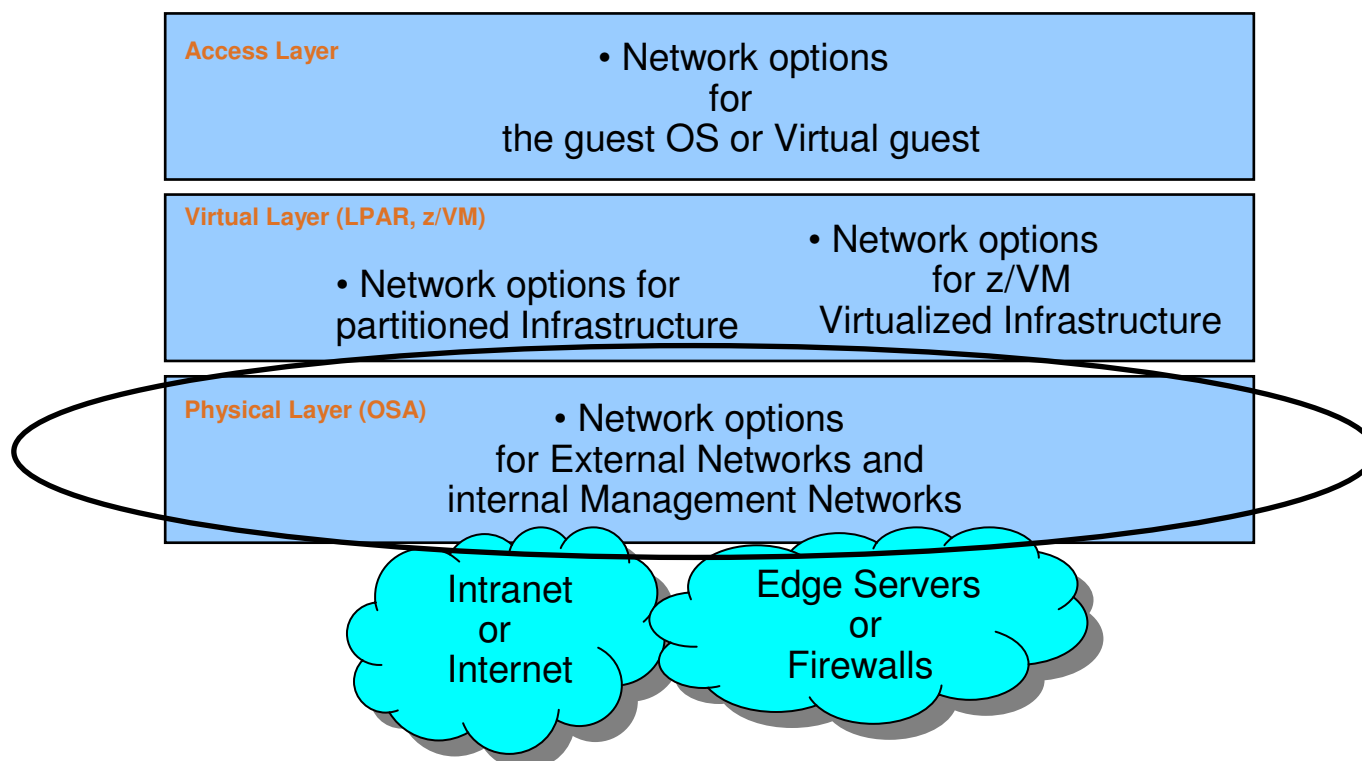 Access Layer
• Network options
for
the guest OS or Virtual guest
Virtual Layer (LPAR, z/VM)
• Network options for
partitioned Infrastructure
• Network options
for z/VM
Virtualized Infrastructure
Physical Layer (OSA)
• Network options
for External Networks and
internal Management Networks
Intranet
or
Internet
Edge Servers
or
Firewalls